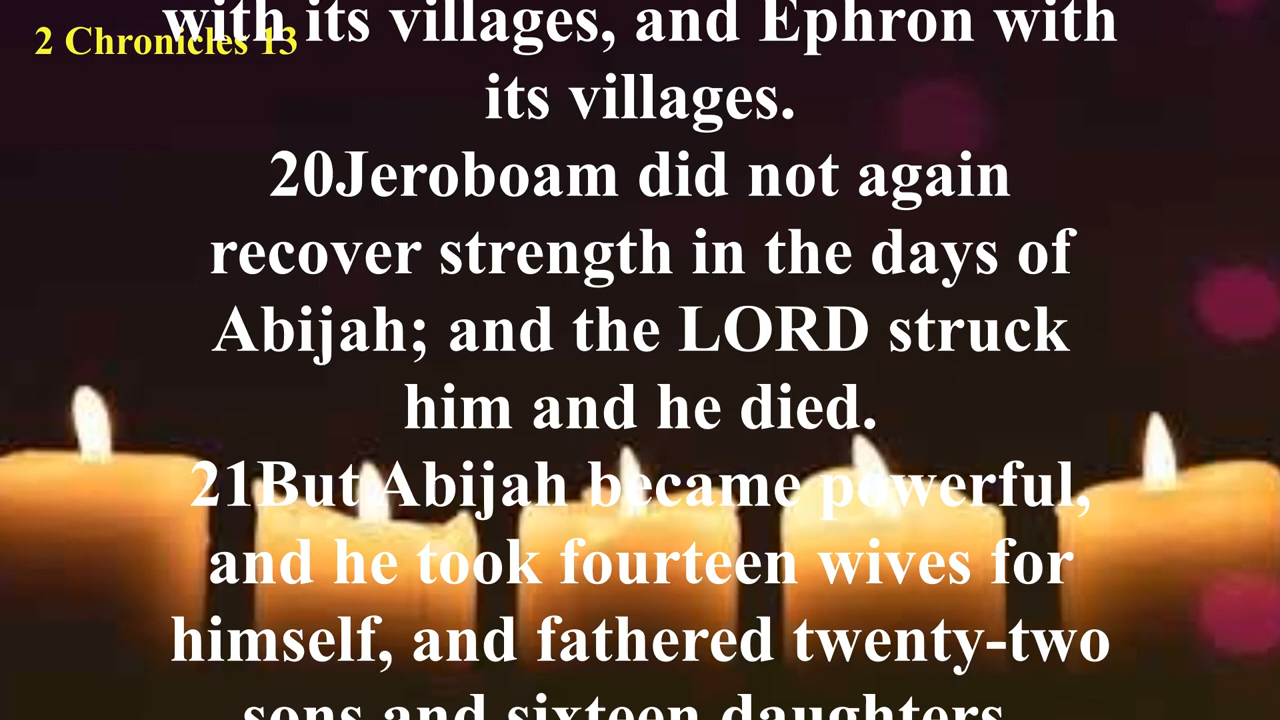 2 Chronicles 13
with its villages, and Ephron with
its villages.
20Jeroboam did not again
recover strength in the days of
Abijah; and the LORD struck
him and he died.
21But Abijah became powerful,
and he took fourteen wives for
himself, and fathered twenty-two
sons and sixteen daughters.